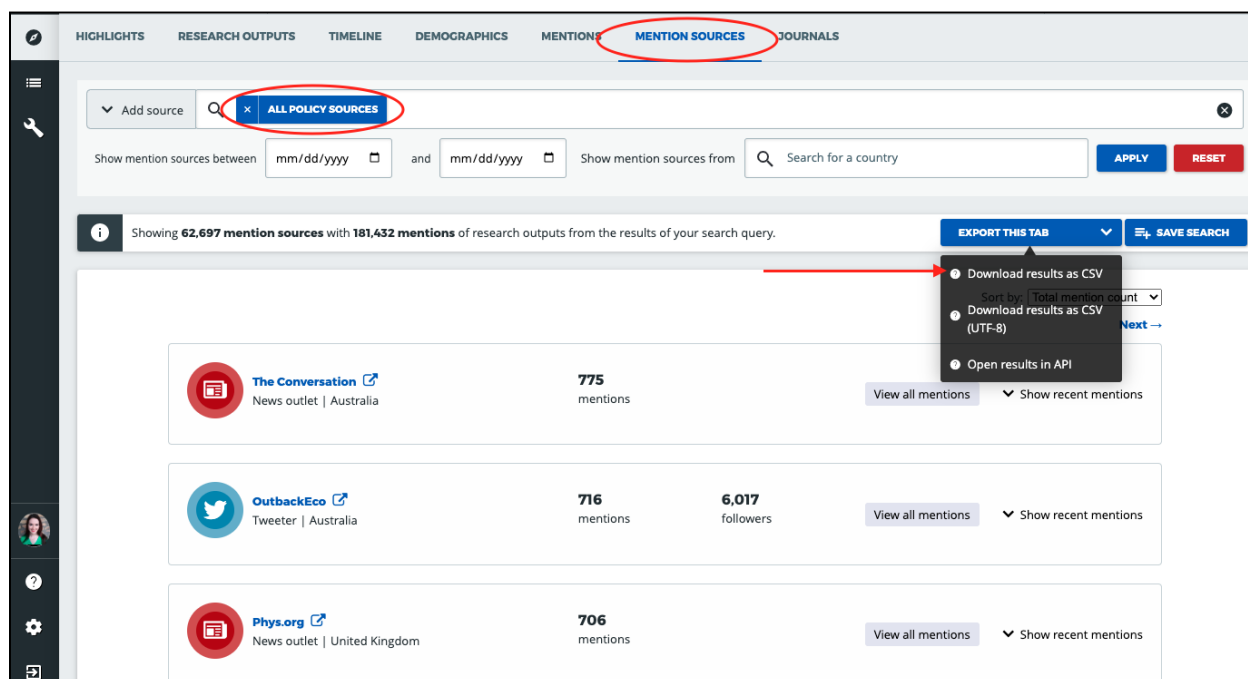 HIGHLIGHTS RESEARCH OUTPUTS TIMELINE DEMOGRAPHICS MENTIONS MENTION SOURCES JOURNALS
Add source × ALL POLICY SOURCES
Show mention sources between mm/dd/yyyy and mm/dd/yyyy Show mention sources from Search for a country APPLY RESET
Showing 62,697 mention sources with 181,432 mentions of research outputs from the results of your search query. EXPORT THIS TAB SAVE SEARCH
Download results as CSV
Sort by: Total mention count
Download results as CSV
(UTF-8)
Next →
Open results in API
The Conversation 775
News outlet | Australia mentions View all mentions Show recent mentions
OutbackEco 716 6,017
Tweeter | Australia mentions followers View all mentions Show recent mentions
Phys.org 706
News outlet | United Kingdom mentions View all mentions Show recent mentions